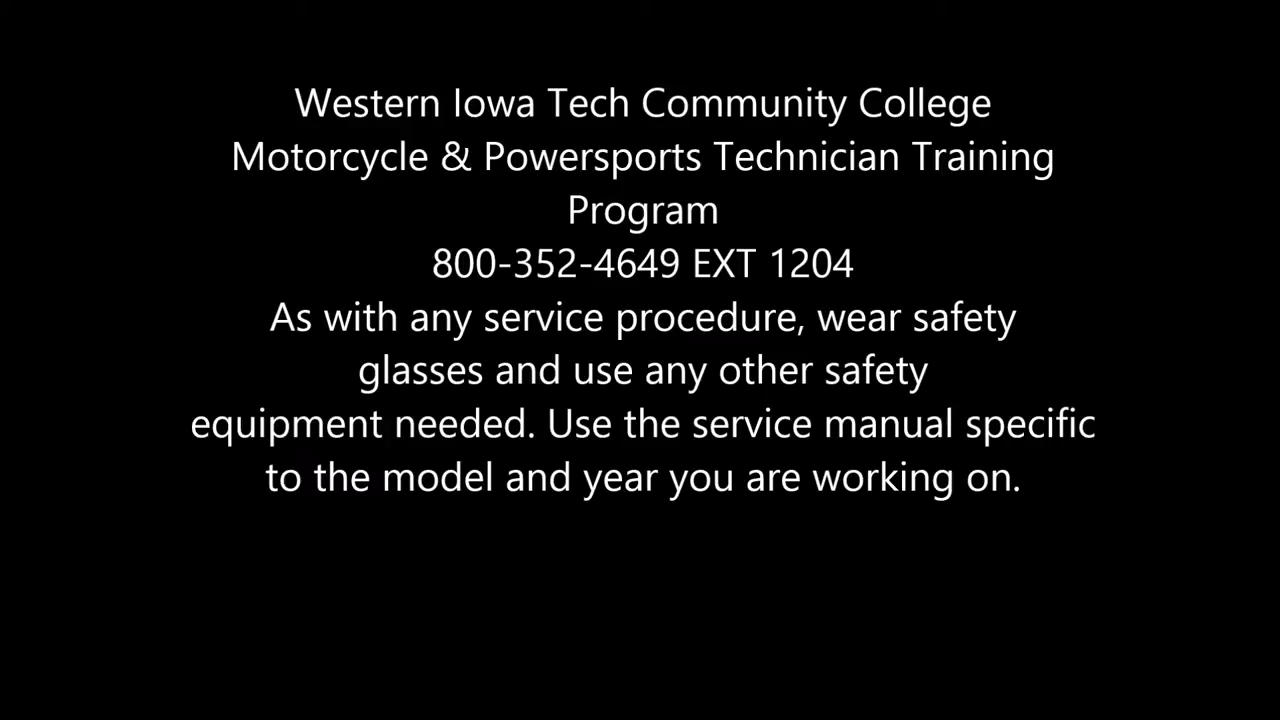 Western Iowa Tech Community College
Motorcycle & Powersports Technician Training
Program
800-352-4649 EXT 1204
As with any service procedure, wear safety
glasses and use any other safety
equipment needed. Use the service manual specific
to the model and year you are working on.